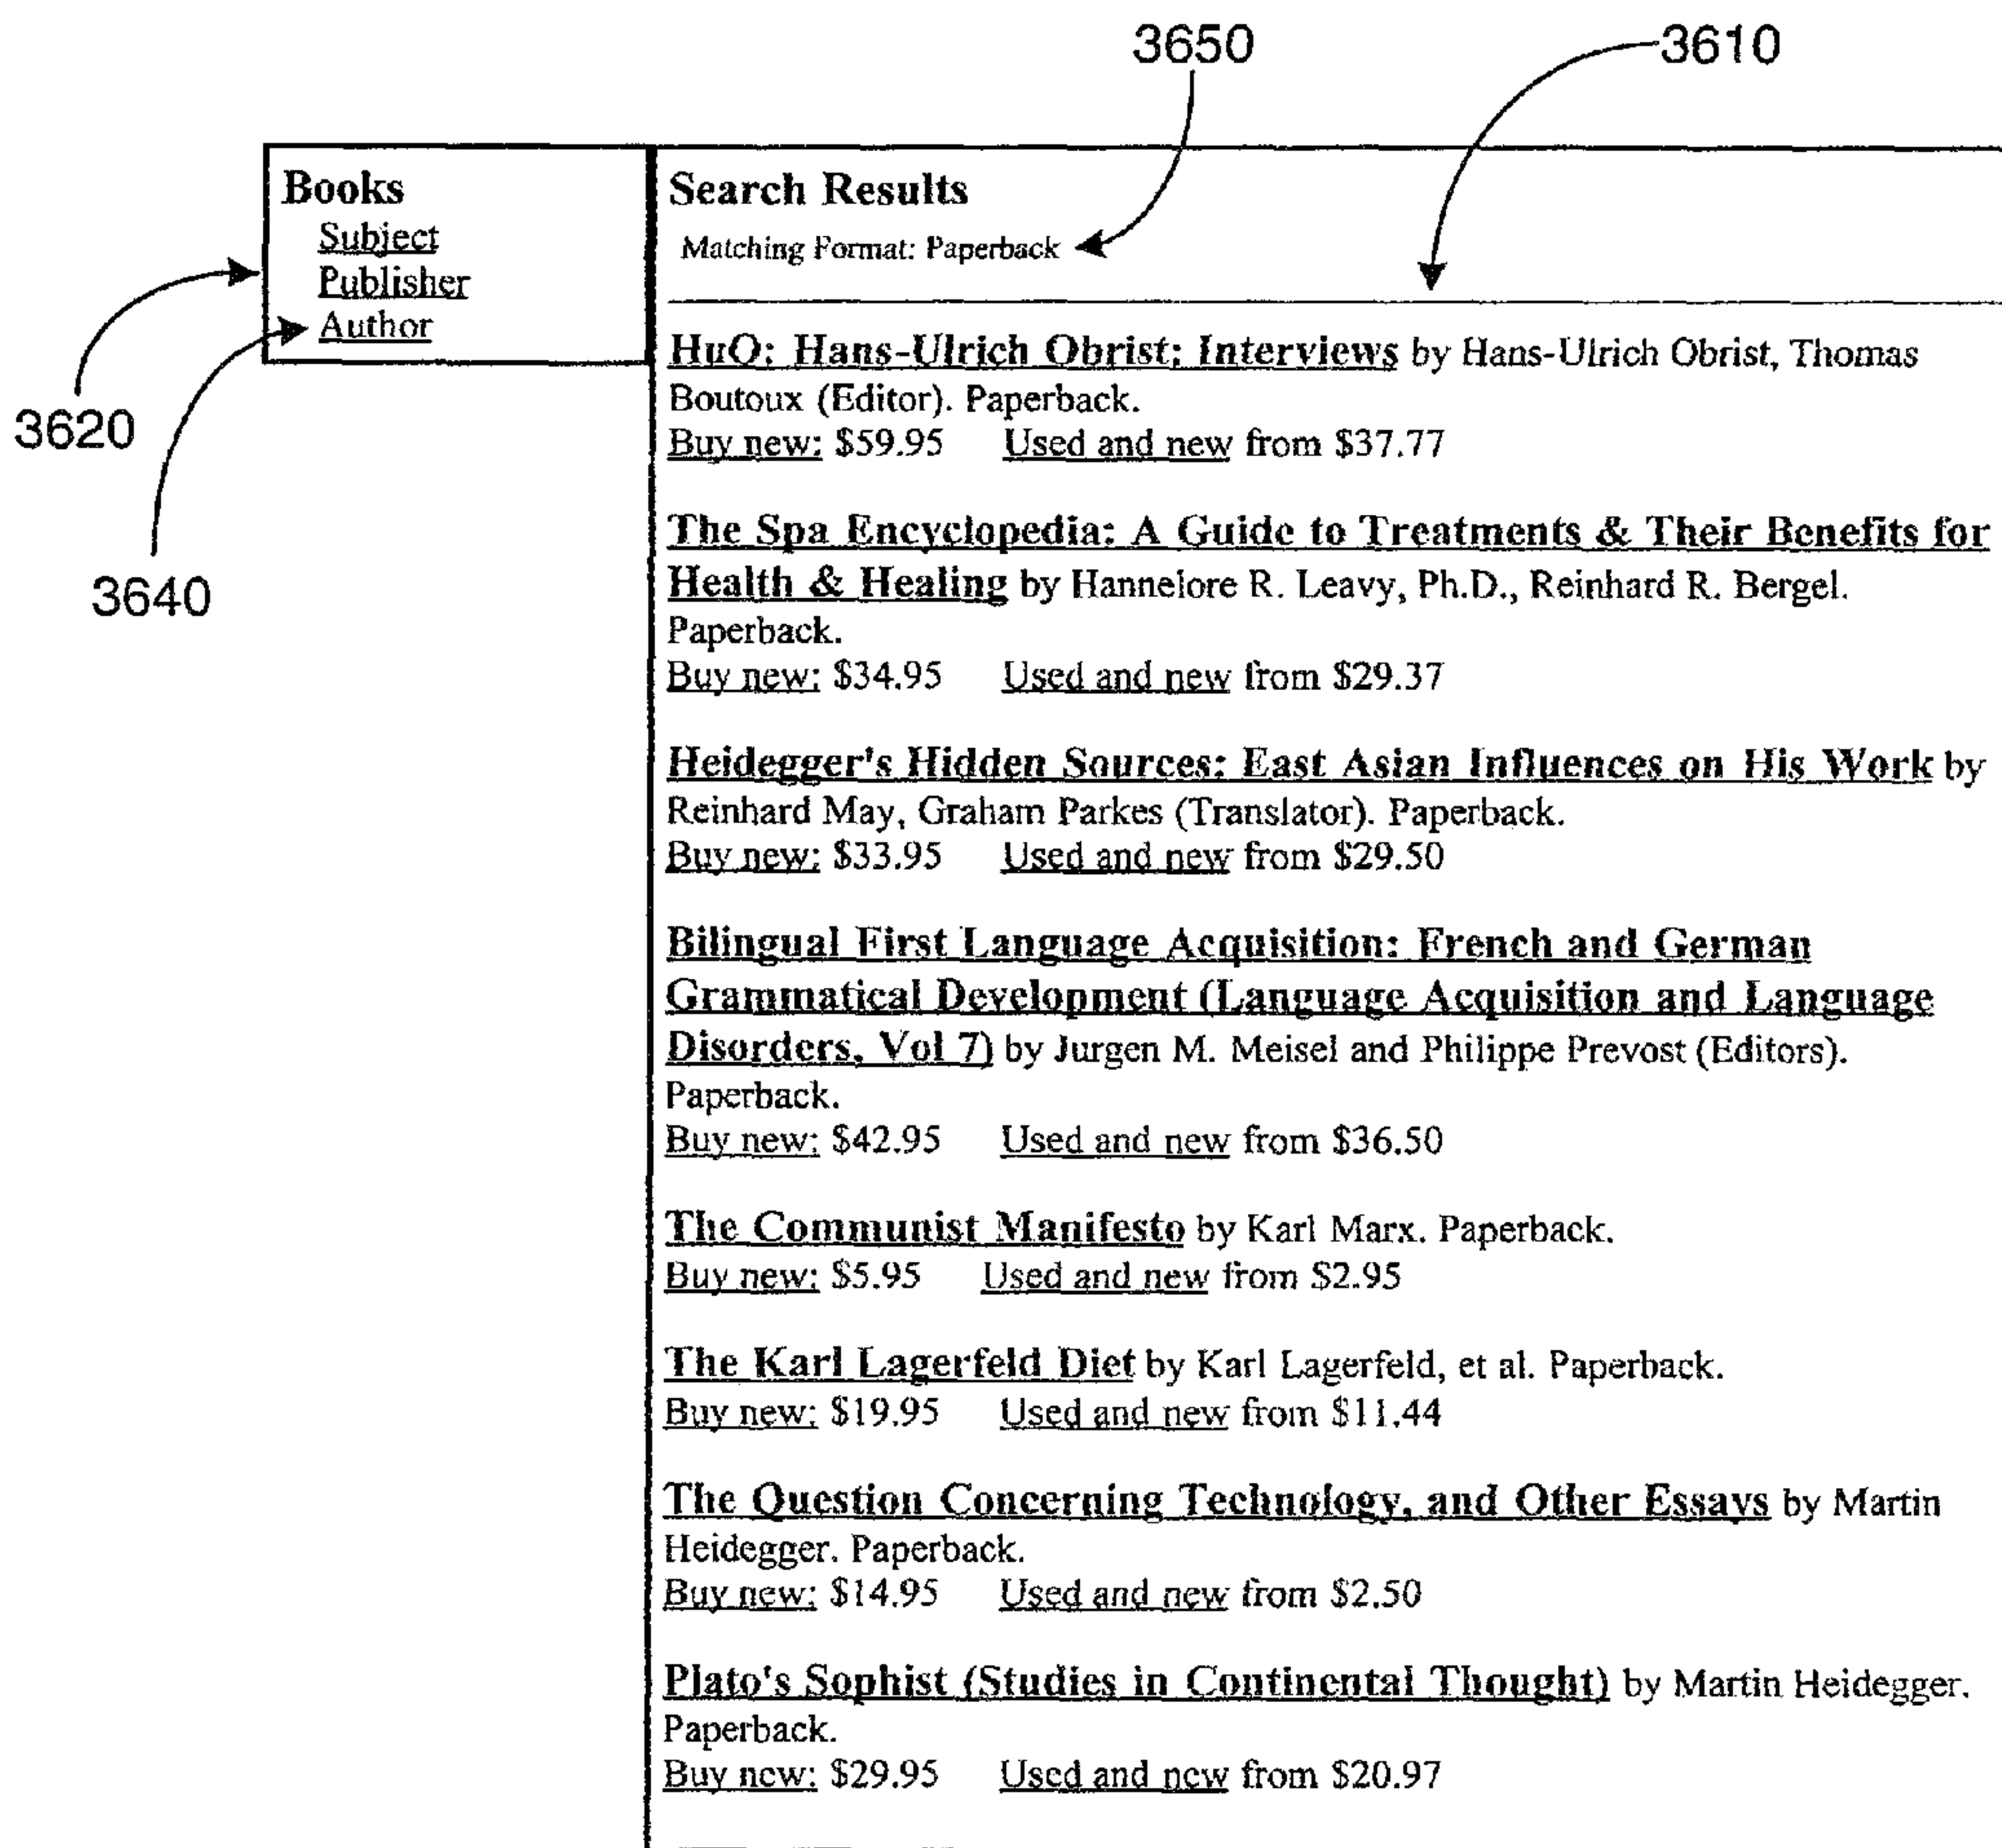 3650
3610
Books
Subject
Publisher
Author
3620
3640
Search Results
Matching Format: Paperback
HuO: Hans-Ulrich Obrist: Interviews by Hans-Ulrich Obrist, Thomas
Boutoux (Editor). Paperback.
Buy new: $59.95 Used and new from $37.77
The Spa Encyclopedia: A Guide to Treatments & Their Benefits for
Health & Healing by Hannelore R. Leavy, Ph.D., Reinhard R. Bergel.
Paperback.
Buy new: $34.95 Used and new from $29.37
Heidegger's Hidden Sources: East Asian Influences on His Work by
Reinhard May, Graham Parkes (Translator). Paperback.
Buy new: $33.95 Used and new from $29.50
Bilingual First Language Acquisition: French and German
Grammatical Development (Language Acquisition and Language
Disorders, Vol 7) by Jurgen M. Meisel and Philippe Prevost (Editors).
Paperback.
Buy new: $42.95 Used and new from $36.50
The Communist Manifesto by Karl Marx. Paperback.
Buy new: $5.95 Used and new from $2.95
The Karl Lagerfeld Diet by Karl Lagerfeld, et al. Paperback.
Buy new: $19.95 Used and new from $11.44
The Question Concerning Technology, and Other Essays by Martin
Heidegger. Paperback.
Buy new: $14.95 Used and new from $2.50
Plato's Sophist (Studies in Continental Thought) by Martin Heidegger.
Paperback.
Buy new: $29.95 Used and new from $20.97